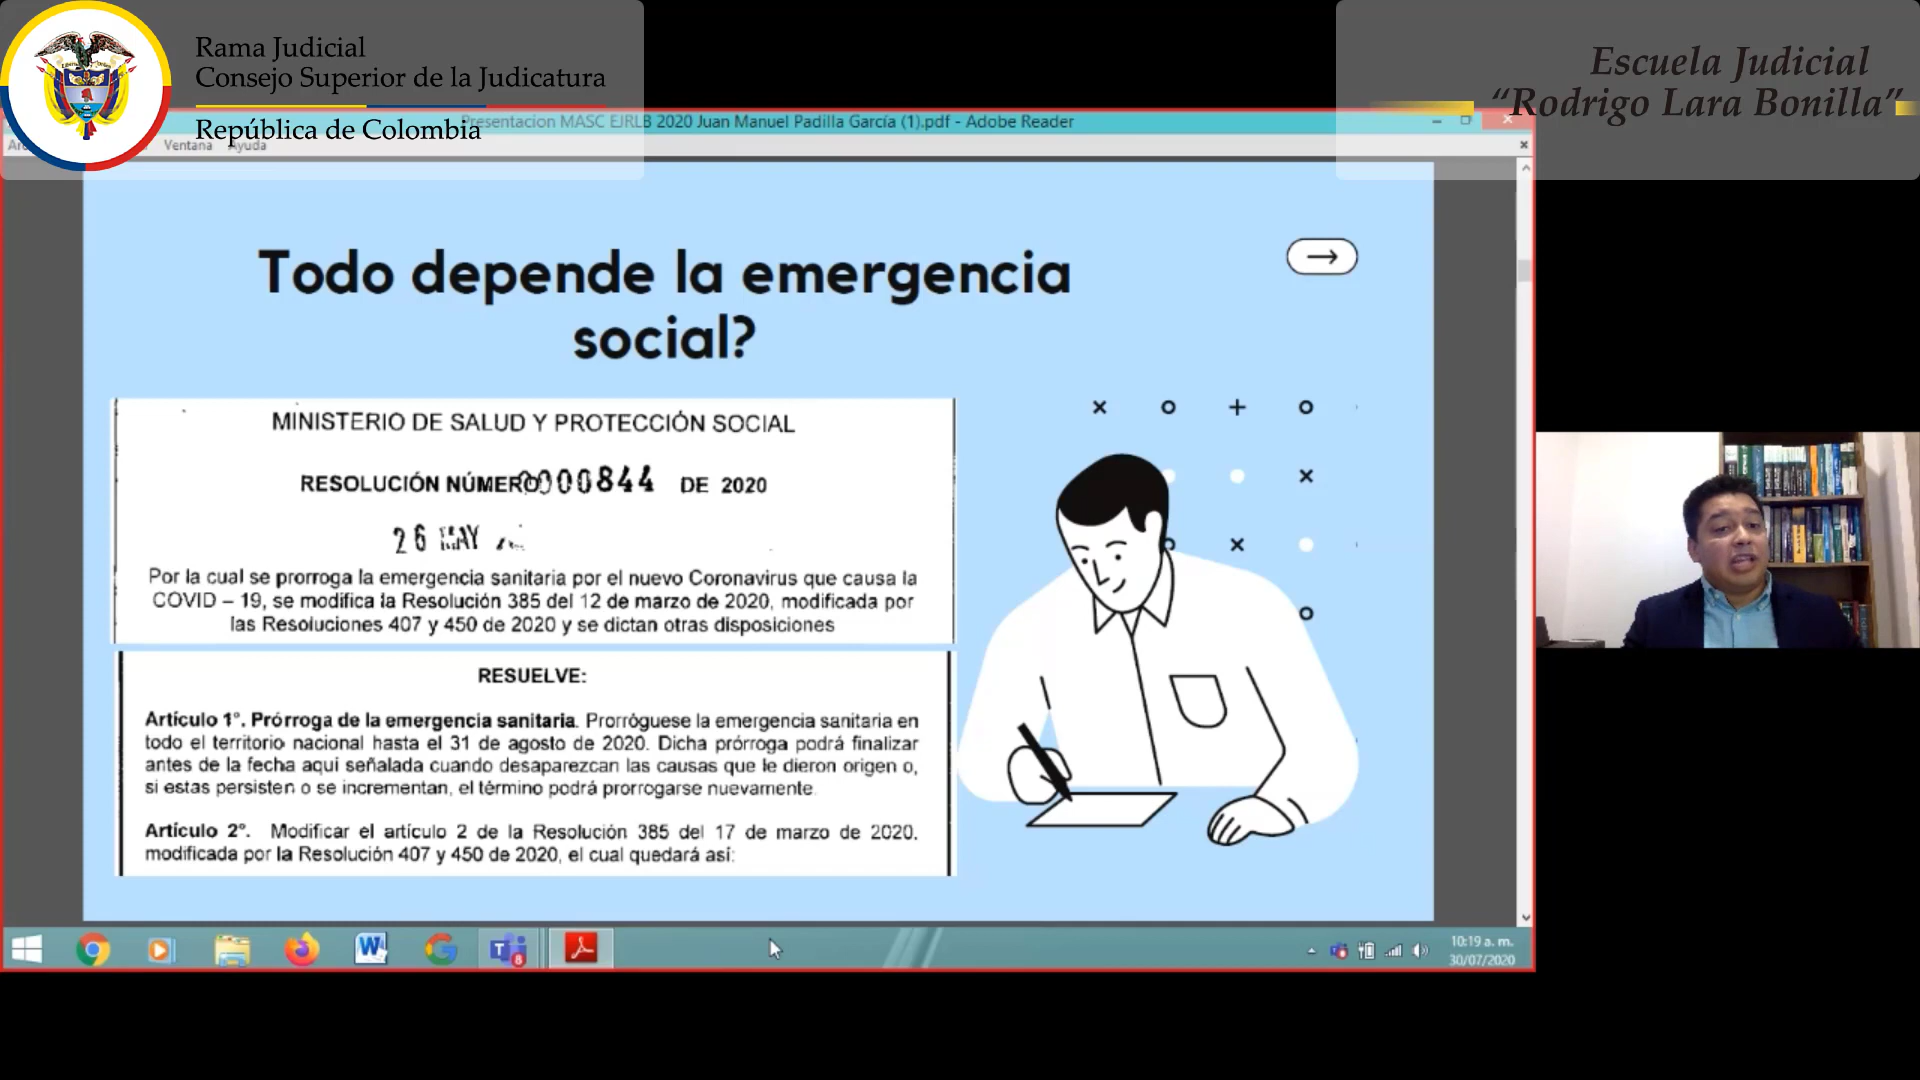 Rama Judicial
Consejo Superior de la Judicatura
República de Colombia
Escuela Judicial
“Rodrigo Lara Bonilla”
Presentacion MASC EJRLB 2020 Juan Manuel Padilla García (1).pdf - Adobe Reader
Ventana Ayuda
Todo depende la emergencia
social?
MINISTERIO DE SALUD Y PROTECCIÓN SOCIAL
RESOLUCIÓN NÚMERO 0000844 DE 2020
26 MAY
Por la cual se prorroga la emergencia sanitaria por el nuevo Coronavirus que causa la
COVID – 19, se modifica la Resolución 385 del 12 de marzo de 2020, modificada por
las Resoluciones 407 y 450 de 2020 y se dictan otras disposiciones
RESUELVE:
Artículo 1°. Prórroga de la emergencia sanitaria. Prorróguese la emergencia sanitaria en
todo el territorio nacional hasta el 31 de agosto de 2020. Dicha prórroga podrá finalizar
antes de la fecha aquí señalada cuando desaparezcan las causas que le dieron origen o,
si estas persisten o se incrementan, el término podrá prorrogarse nuevamente.
Artículo 2°. Modificar el artículo 2 de la Resolución 385 del 17 de marzo de 2020,
modificada por la Resolución 407 y 450 de 2020, el cual quedará así:
10:19 a. m.
30/07/2020